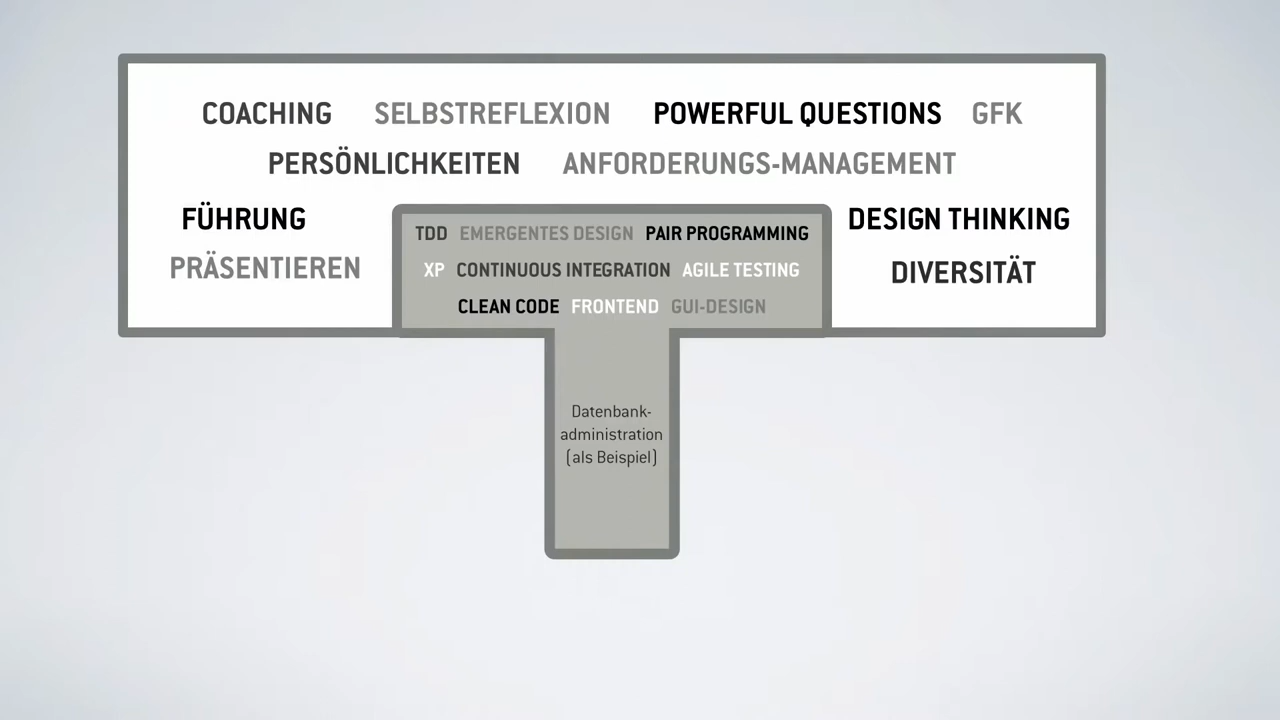 COACHING SELBSTREFLEXION POWERFUL QUESTIONS GFK
PERSÖNLICHKEITEN ANFORDERUNGS-MANAGEMENT
FÜHRUNG
PRÄSENTIEREN
TDD EMERGENTES DESIGN PAIR PROGRAMMING
XP CONTINUOUS INTEGRATION AGILE TESTING
CLEAN CODE FRONTEND GUI-DESIGN
DESIGN THINKING
DIVERSITÄT
Datenbank-
administration
(als Beispiel)